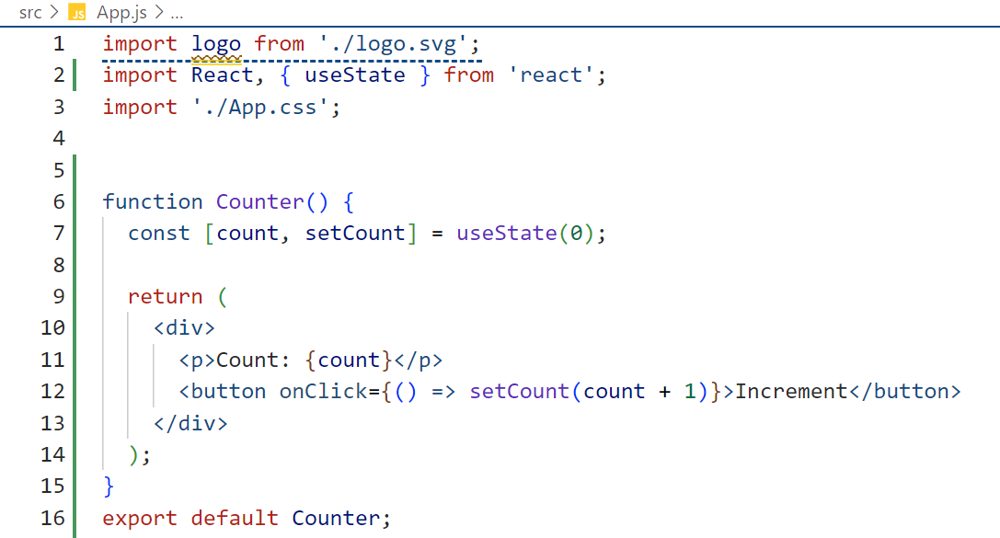 src > JS App.js > ...
1 import logo from './logo.svg';
2 import React, { useState } from 'react';
3 import './App.css';
4
5
6 function Counter() {
7   const [count, setCount] = useState(0);
8
9   return (
10     <div>
11       <p>Count: {count}</p>
12       <button onClick={() => setCount(count + 1)}>Increment</button>
13     </div>
14   );
15 }
16 export default Counter;